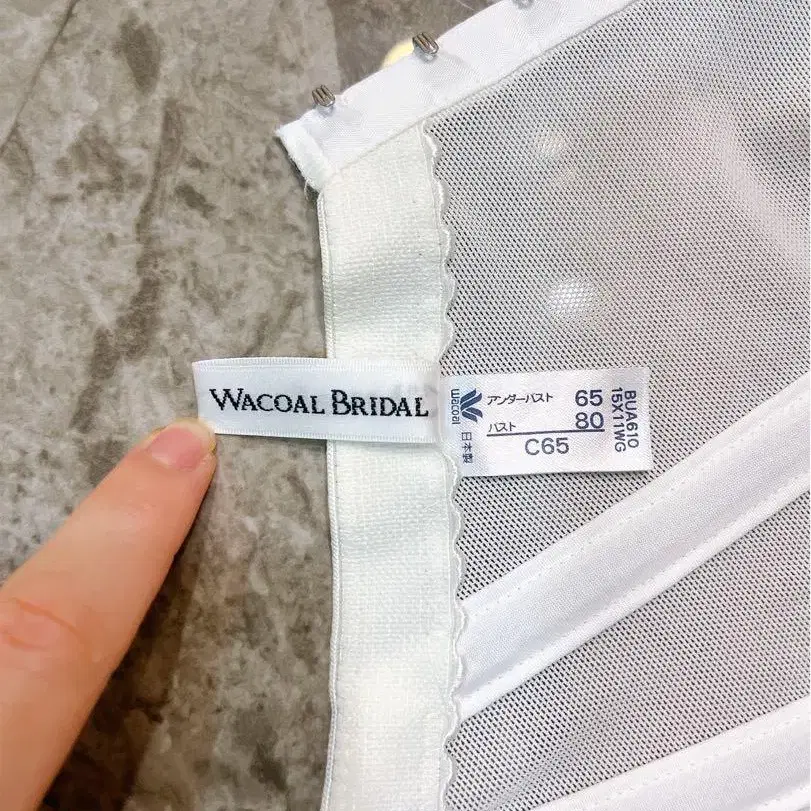 WACOAL BRIDAL
wacoal
日本製
アンダーバスト 65
バスト 80
C65
BUA610
15X11WG